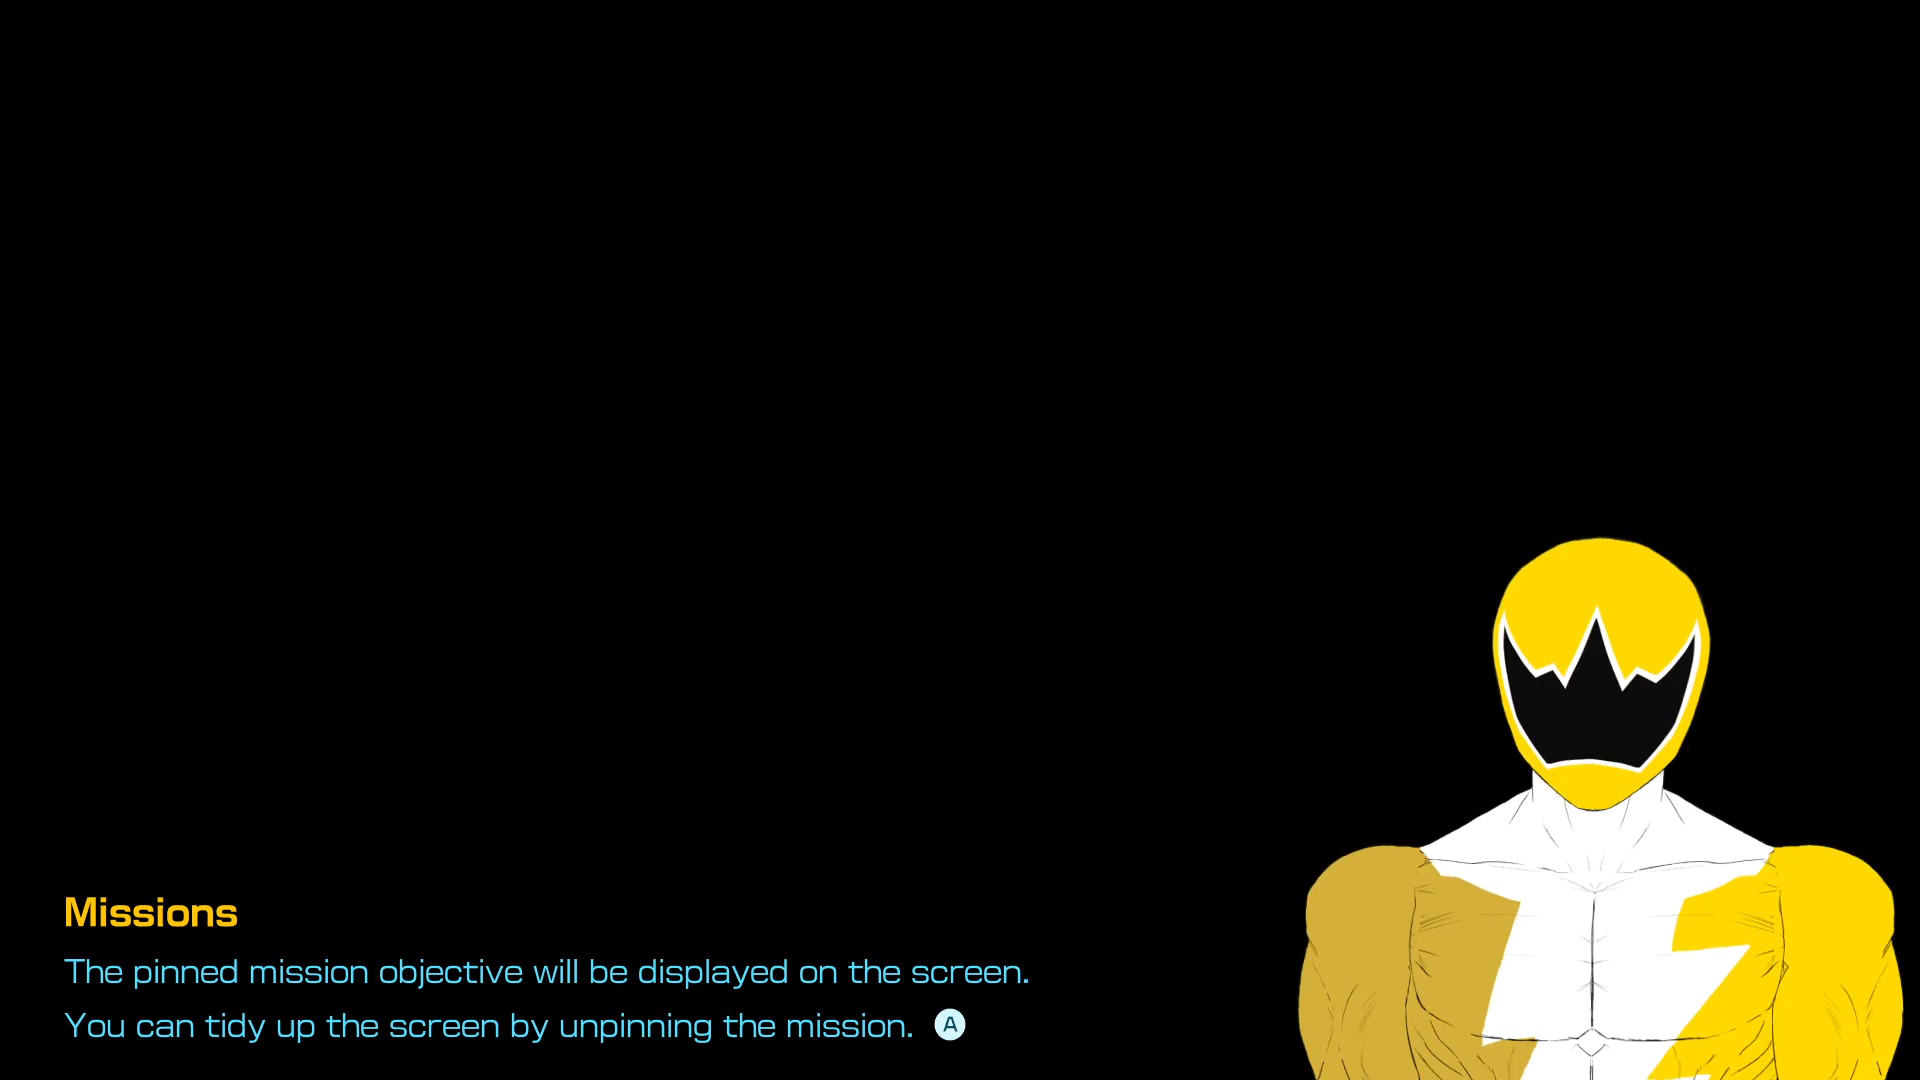 Missions
The pinned mission objective will be displayed on the screen.
You can tidy up the screen by unpinning the mission. A